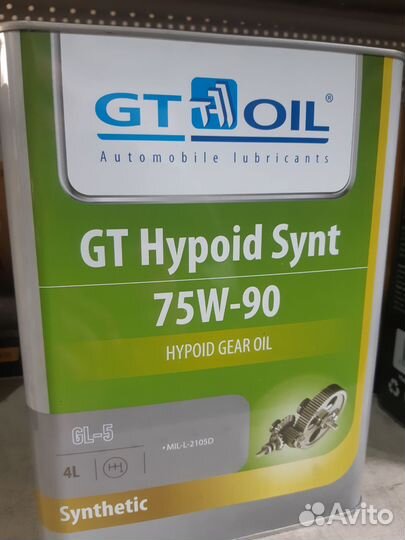 GT OIL®
Automobile lubricants
GT Hypoid Synt
75W-90
HYPOID GEAR OIL
GL-5
•MIL-L-2105D
4L
Synthetic
Avito